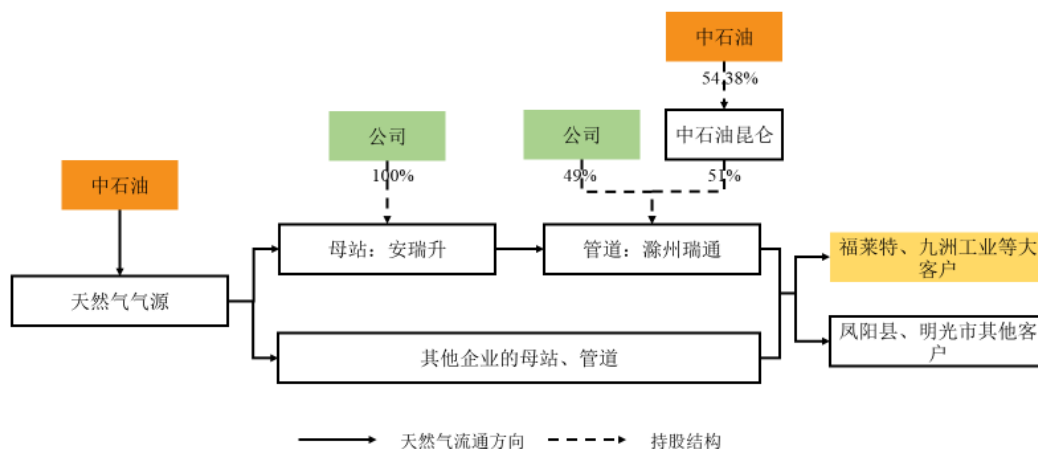 中石油
54.38%
公司
公司
中石油昆仑
100%
49%
51%
中石油
母站：安瑞升
管道：滁州瑞通
福莱特、九洲工业等大
客户
天然气气源
凤阳县、明光市其他客
户
其他企业的母站、管道
天然气流通方向
持股结构